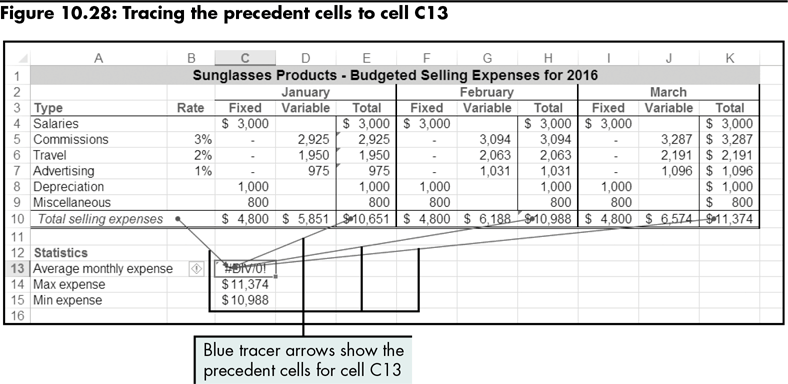 Figure 10.28: Tracing the precedent cells to cell C13
A B C D E F G H I J K
1 Sunglasses Products - Budgeted Selling Expenses for 2016
2 January February March
3 Type Rate Fixed Variable Total Fixed Variable Total Fixed Variable Total
4 Salaries $ 3,000 $ 3,000 $ 3,000 $ 3,000 $ 3,000 $ 3,000
5 Commissions 3% - 2,925 2,925 - 3,094 3,094 - 3,287 $ 3,287
6 Travel 2% - 1,950 1,950 - 2,063 2,063 - 2,191 $ 2,191
7 Advertising 1% - 975 975 - 1,031 1,031 - 1,096 $ 1,096
8 Depreciation 1,000 1,000 1,000 1,000 1,000 $ 1,000
9 Miscellaneous 800 800 800 800 800 $ 800
10 Total selling expenses $ 4,800 $ 5,851 $10,651 $ 4,800 $ 6,188 $10,988 $ 4,800 $ 6,574 $11,374
11
12 Statistics
13 Average monthly expense #DIV/0!
14 Max expense $11,374
15 Min expense $10,988
16
Blue tracer arrows show the
precedent cells for cell C13